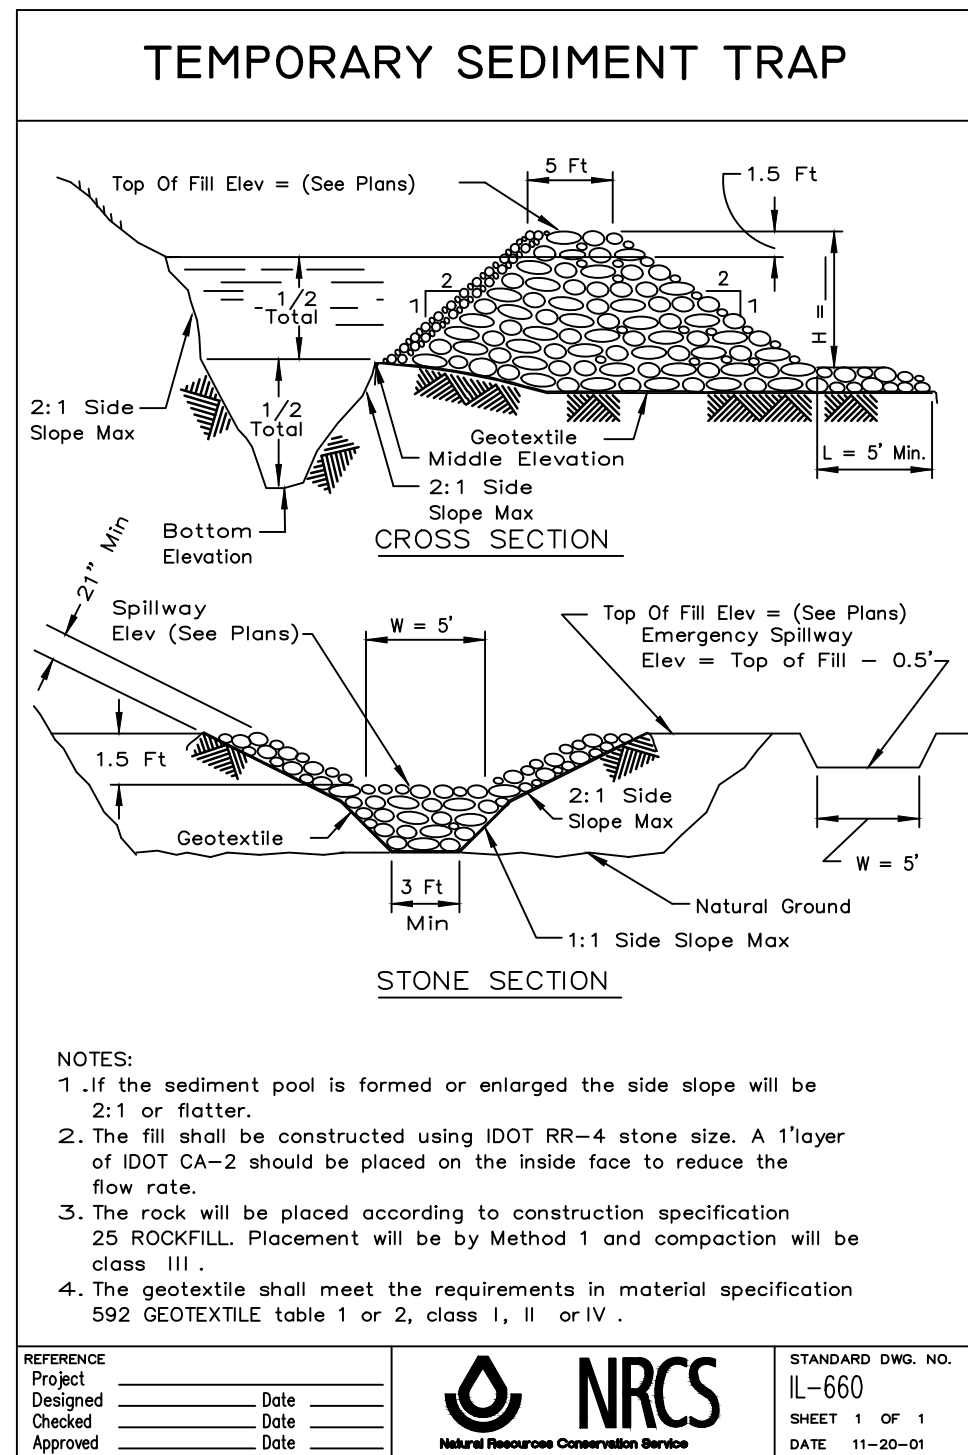 TEMPORARY SEDIMENT TRAP
5 Ft
Top Of Fill Elev = (See Plans)
1.5 Ft
2
1
1/2
Total
2
1
H =
2:1 Side
Slope Max
1/2
Total
Geotextile
Middle Elevation
L = 5' Min.
2:1 Side
Slope Max
Bottom
Elevation
CROSS SECTION
21" Min
Spillway
Elev (See Plans)
W = 5'
Top Of Fill Elev = (See Plans)
Emergency Spillway
Elev = Top of Fill - 0.5'
1.5 Ft
2:1 Side
Slope Max
Geotextile
W = 5'
3 Ft
Min
Natural Ground
1:1 Side Slope Max
STONE SECTION
NOTES:
1 .If the sediment pool is formed or enlarged the side slope will be
2:1 or flatter.
2. The fill shall be constructed using IDOT RR-4 stone size. A 1'layer
of IDOT CA-2 should be placed on the inside face to reduce the
flow rate.
3. The rock will be placed according to construction specification
25 ROCKFILL. Placement will be by Method 1 and compaction will be
class III .
4. The geotextile shall meet the requirements in material specification
592 GEOTEXTILE table 1 or 2, class I, II or IV .
REFERENCE
Project
Designed Date
Checked Date
Approved Date
NRCS
Natural Resources Conservation Service
STANDARD DWG. NO.
IL-660
SHEET 1 OF 1
DATE 11-20-01